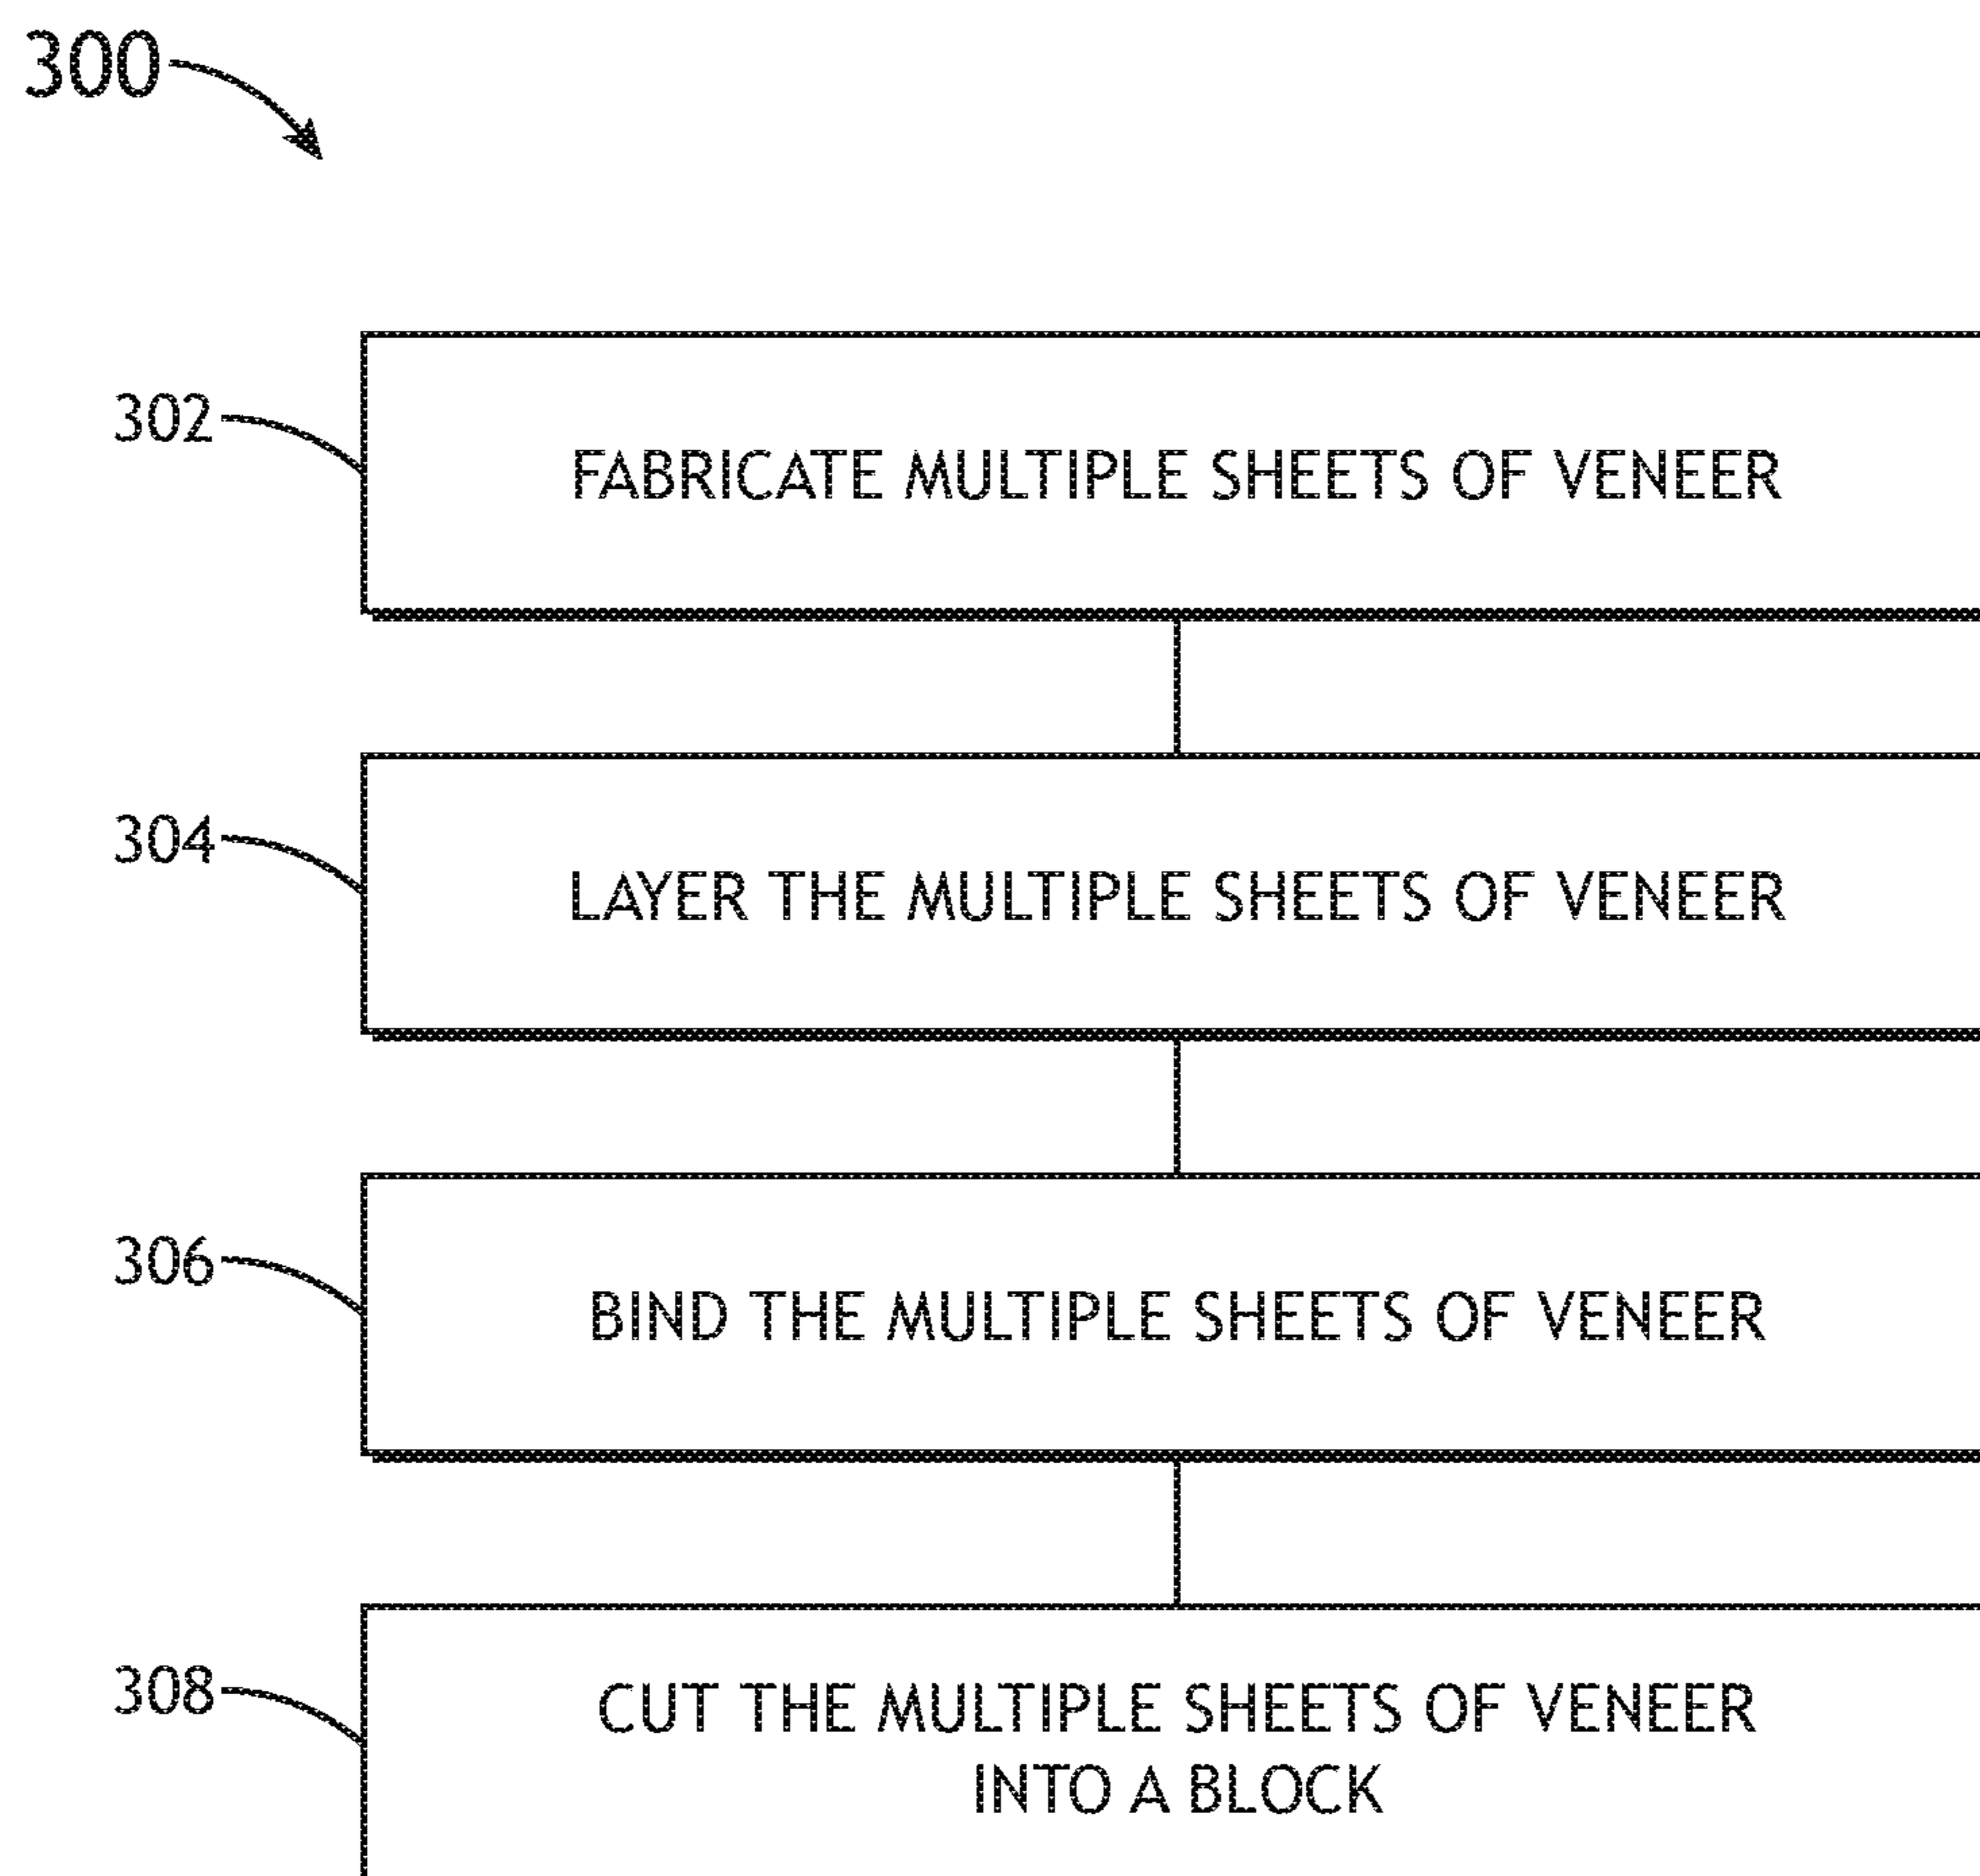 300
302
FABRICATE MULTIPLE SHEETS OF VENEER
304
LAYER THE MULTIPLE SHEETS OF VENEER
306
BIND THE MULTIPLE SHEETS OF VENEER
308
CUT THE MULTIPLE SHEETS OF VENEER
INTO A BLOCK